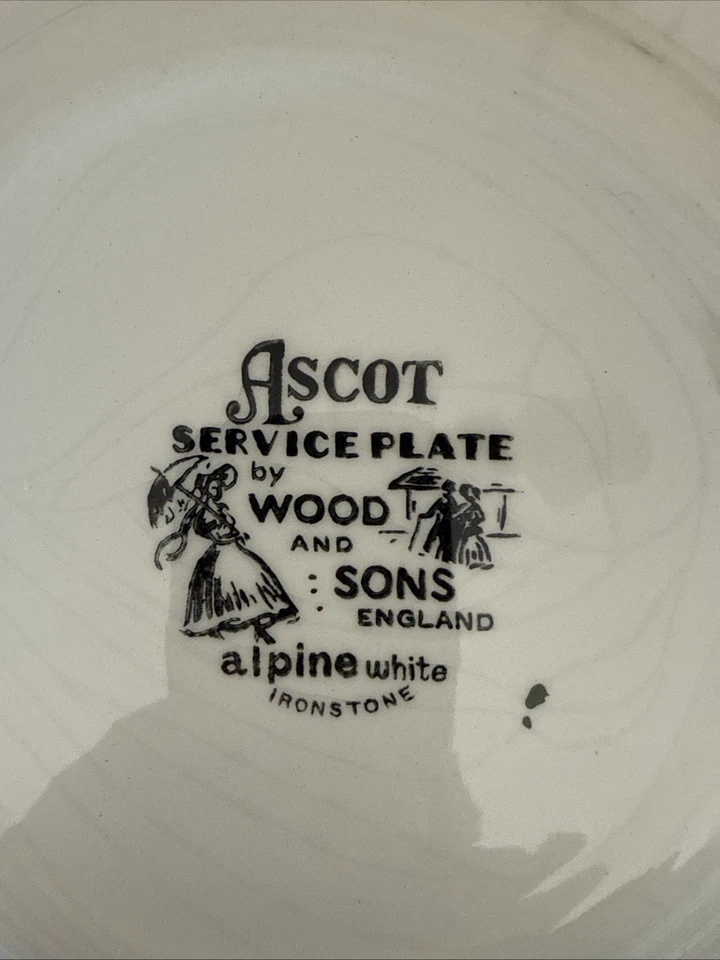 ASCOT
SERVICE PLATE
by
WOOD
AND
SONS
ENGLAND
alpine white
IRONSTONE